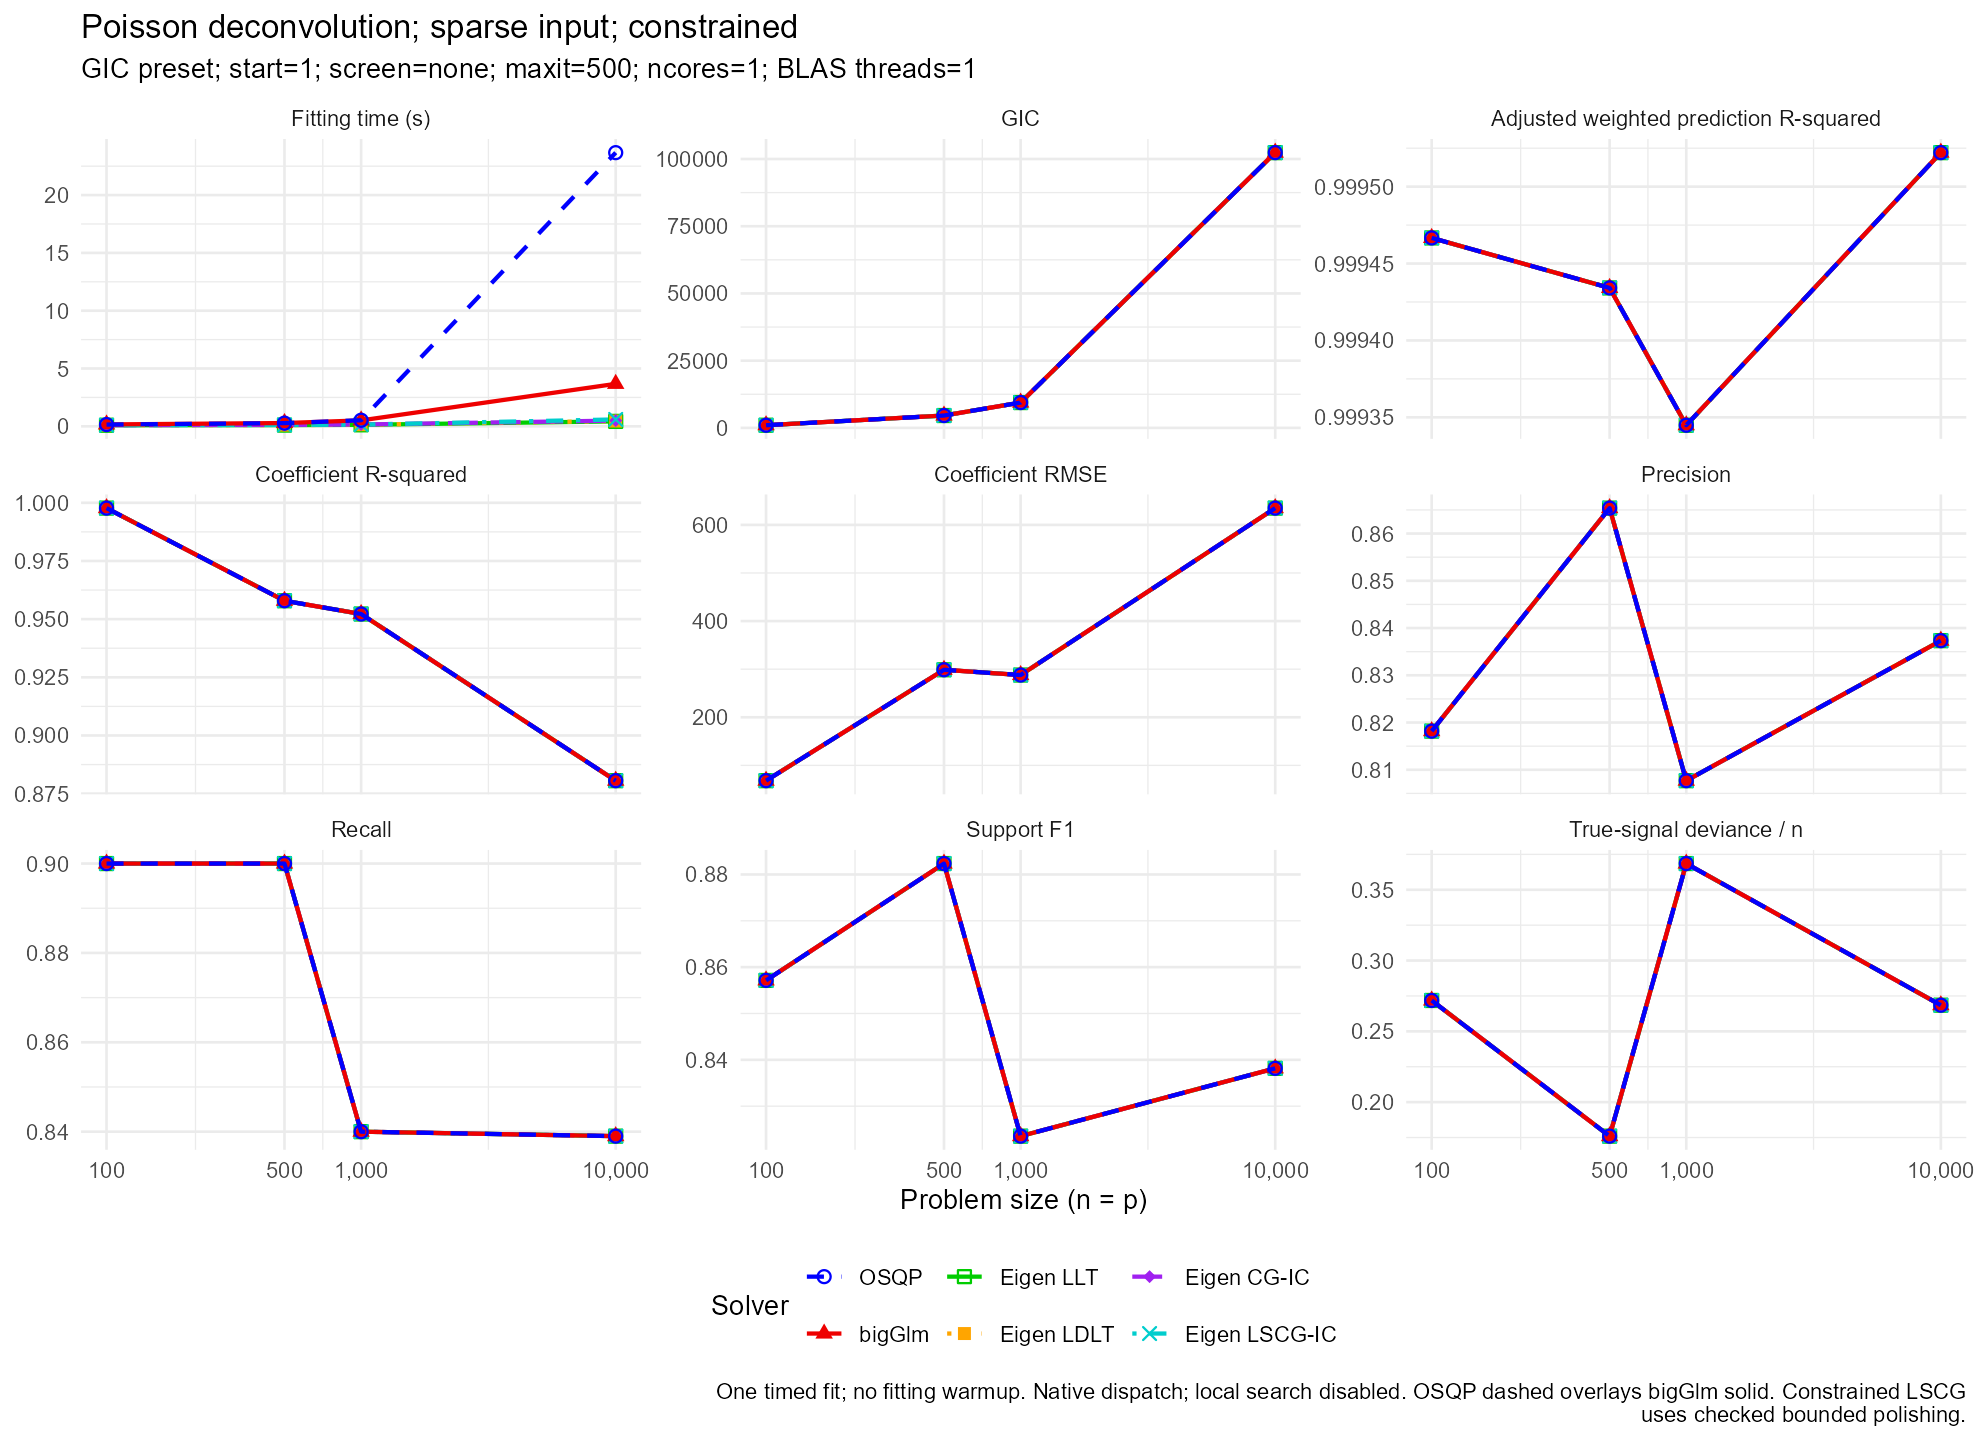 Poisson deconvolution; sparse input; constrained
GIC preset; start=1; screen=none; maxit=500; ncores=1; BLAS threads=1
Fitting time (s)
20
15
10
5
0
GIC
100000
75000
50000
25000
0
Adjusted weighted prediction R-squared
0.99950
0.99945
0.99940
0.99935
Coefficient R-squared
1.000
0.975
0.950
0.925
0.900
0.875
Coefficient RMSE
600
400
200
Precision
0.86
0.85
0.84
0.83
0.82
0.81
Recall
0.90
0.88
0.86
0.84
100 500 1,000 10,000
Support F1
0.88
0.86
0.84
100 500 1,000 10,000
True-signal deviance / n
0.35
0.30
0.25
0.20
100 500 1,000 10,000
Problem size (n = p)
Solver
OSQP Eigen LLT Eigen CG-IC
bigGlm Eigen LDLT Eigen LSCG-IC
One timed fit; no fitting warmup. Native dispatch; local search disabled. OSQP dashed overlays bigGlm solid. Constrained LSCG
uses checked bounded polishing.